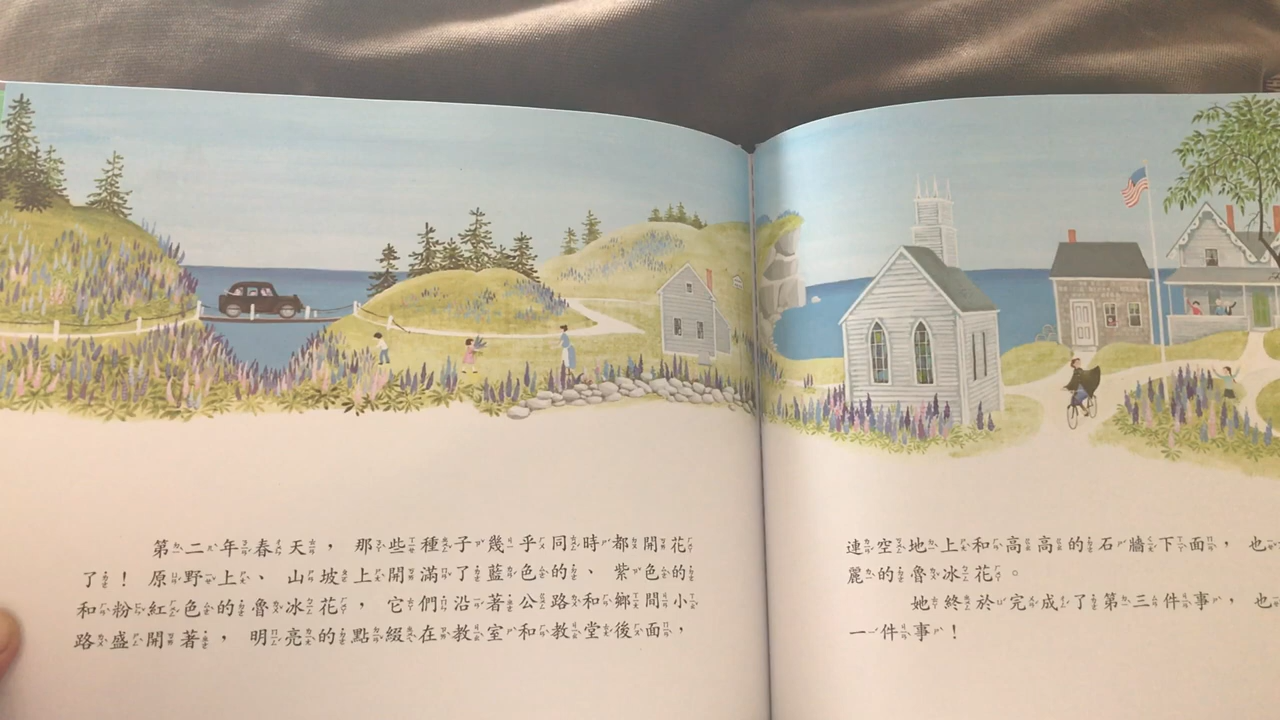 第二年春天，那些種子幾乎同時都開花
了！原野上、山坡上開滿了藍色的、紫色的
和粉紅色的魯冰花，它們沿著公路和鄉間小
路盛開著，明亮的點綴在教室和教堂後面，
連空地上和高高的石牆下面，也
麗的魯冰花。
她終於完成了第三件事，也
一件事！